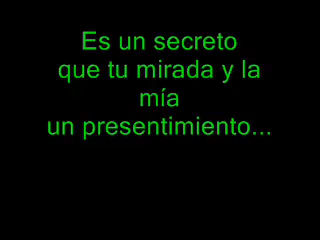 Es un secreto
que tu mirada y la
mía
un presentimiento...